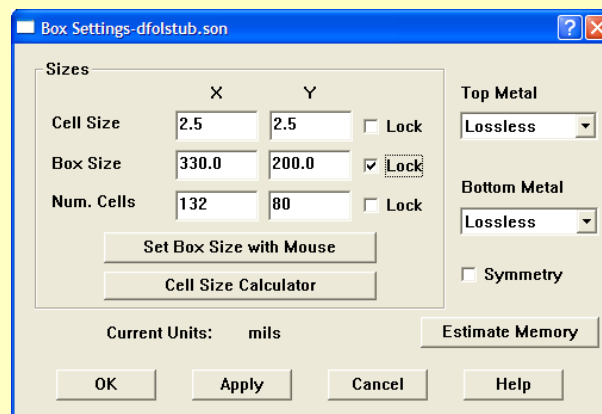 Box Settings-dfolstub.son
Sizes
X Y
Cell Size 2.5 2.5 Lock
Box Size 330.0 200.0 Lock
Num. Cells 132 80 Lock
Set Box Size with Mouse
Cell Size Calculator
Top Metal
Lossless
Bottom Metal
Lossless
Symmetry
Current Units: mils
Estimate Memory
OK Apply Cancel Help